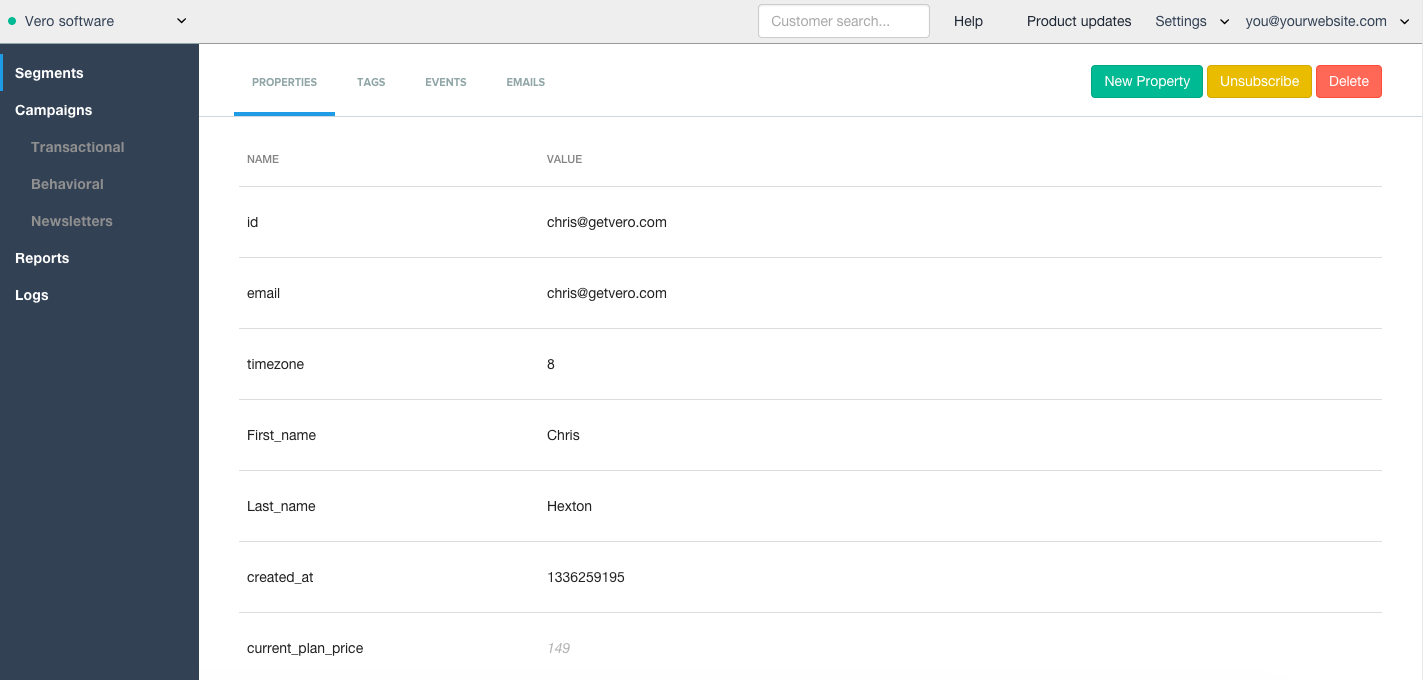 Vero software
Customer search...
Help
Product updates
Settings
you@yourwebsite.com
Segments
Campaigns
Transactional
Behavioral
Newsletters
Reports
Logs
PROPERTIES
TAGS
EVENTS
EMAILS
New Property
Unsubscribe
Delete
NAME VALUE
id chris@getvero.com
email chris@getvero.com
timezone 8
First_name Chris
Last_name Hexton
created_at 1336259195
current_plan_price 149